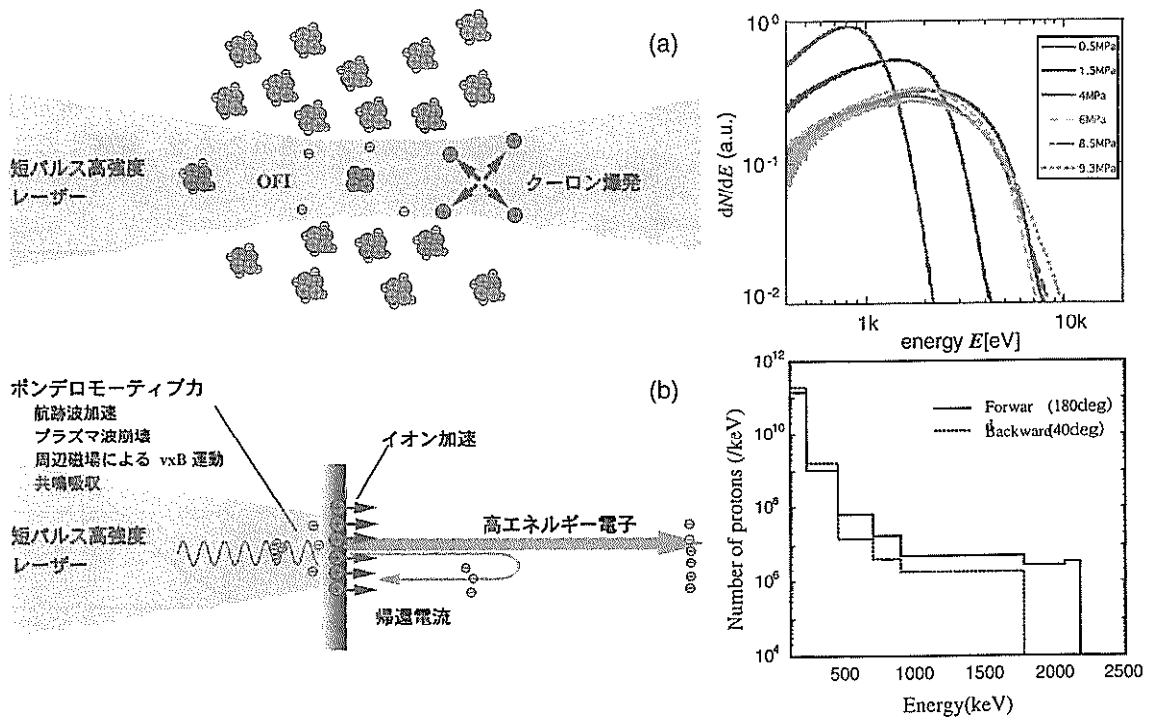 (a)
短パルス高強度
レーザー
OFI
クーロン爆発
10^0
10^-1
10^-2
dN/dE (a.u.)
0.5MPa
1.5MPa
4MPa
6MPa
8.5MPa
9.3MPa
1k
10k
energy E[eV]
(b)
ポンデロモーティブ力
航跡波加速
プラズマ波崩壊
周辺磁場による vxB 運動
共鳴吸収
イオン加速
短パルス高強度
レーザー
高エネルギー電子
帰還電流
10^12
10^10
10^8
10^6
10^4
Number of protons (/keV)
Forwar (180deg)
d
Backward(40deg)
500
1000
1500
2000
2500
Energy(keV)